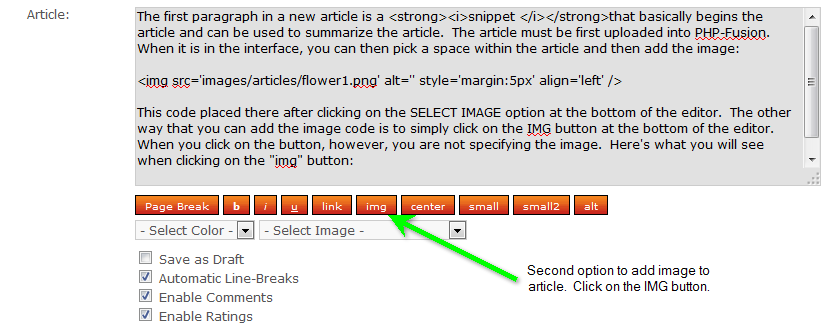 Article:
The first paragraph in a new article is a <strong><i>snippet </i></strong>that basically begins the
article and can be used to summarize the article.  The article must be first uploaded into PHP-Fusion.
When it is in the interface, you can then pick a space within the article and then add the image:
<img src='images/articles/flower1.png' alt='' style='margin:5px' align='left' />
This code placed there after clicking on the SELECT IMAGE option at the bottom of the editor.  The other
way that you can add the image code is to simply click on the IMG button at the bottom of the editor.
When you click on the button, however, you are not specifying the image.  Here's what you will see
when clicking on the "img" button:
Page Break b i u link img center small small2 alt
- Select Color - - Select Image -
Save as Draft
Automatic Line-Breaks
Enable Comments
Enable Ratings
Second option to add image to
article.  Click on the IMG button.